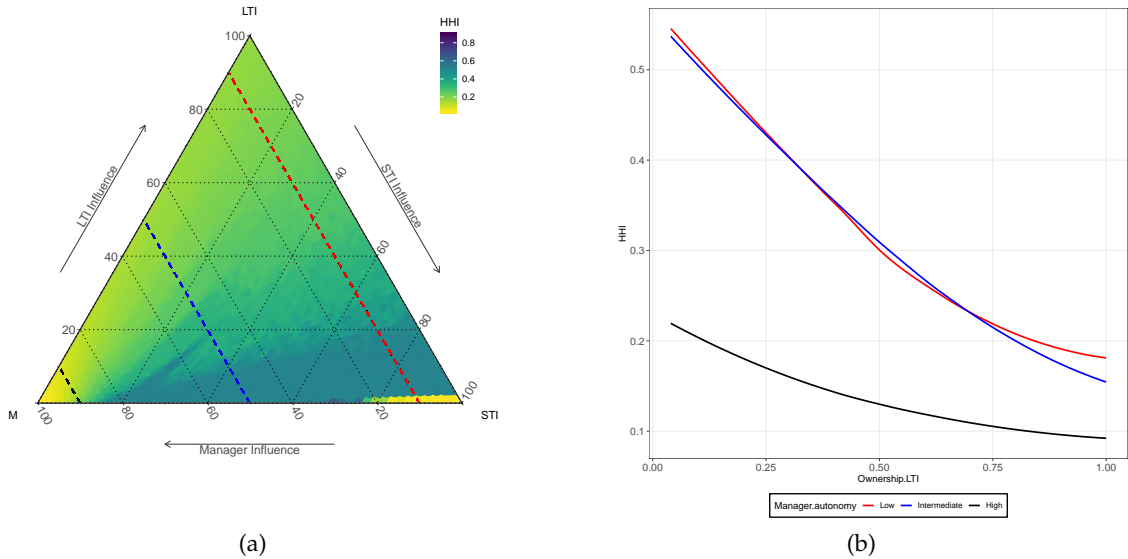 LTI
HHI
100
0.8
0.6
0.4
0.2
80
20
60
40
40
60
20
80
LTI Influence
STI Influence
M
100
80
60
40
20
100
STI
Manager Influence
(a)
HHI
0.5
0.4
0.3
0.2
0.1
0.00
0.25
0.50
0.75
1.00
Ownership.LTI
Manager.autonomy Low Intermediate High
(b)